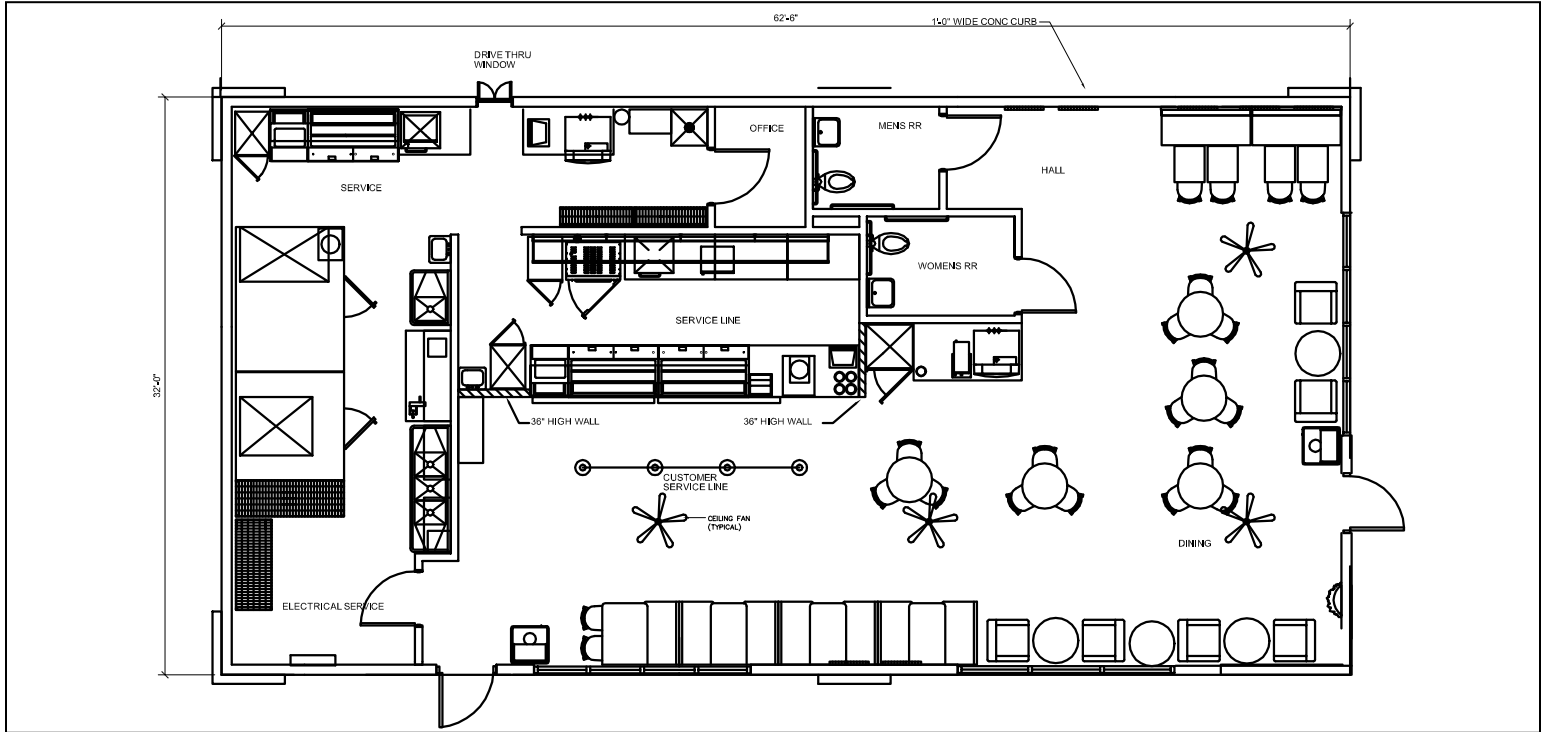 62'-6"
1'-0" WIDE CONC CURB
DRIVE THRU
WINDOW
OFFICE
MENS RR
HALL
SERVICE
WOMENS RR
SERVICE LINE
32'-0"
36" HIGH WALL
36" HIGH WALL
CUSTOMER
SERVICE LINE
CEILING FAN
(TYPICAL)
DINING
ELECTRICAL SERVICE